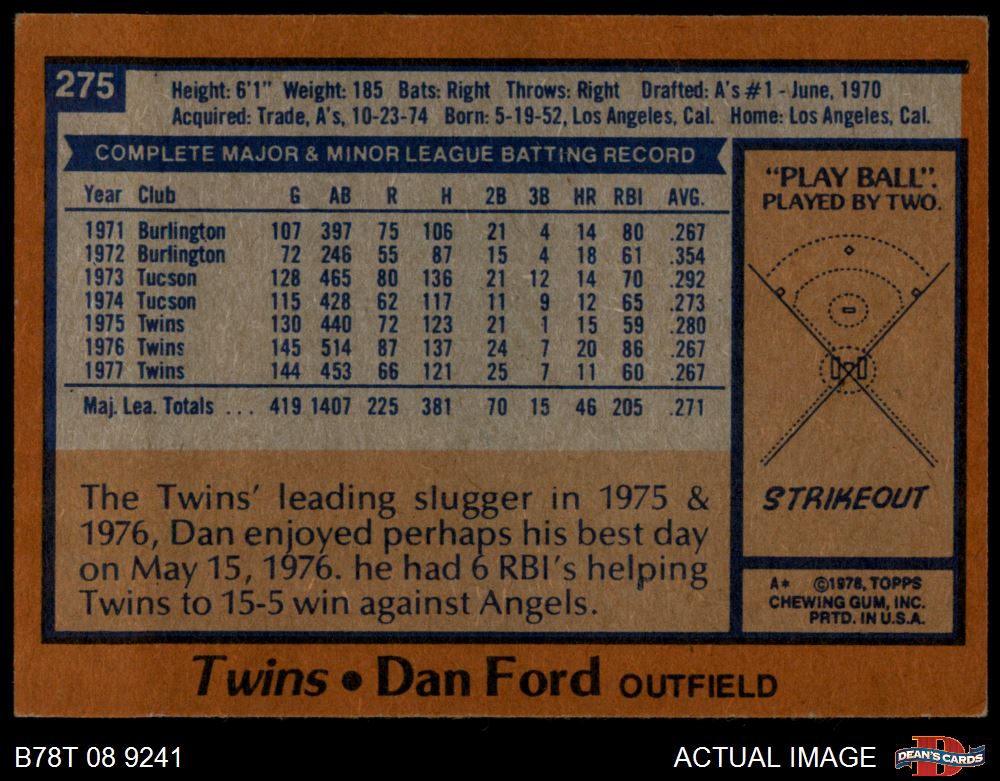 275
Height: 6'1" Weight: 185 Bats: Right Throws: Right Drafted: A's #1 - June, 1970
Acquired: Trade, A's, 10-23-74 Born: 5-19-52, Los Angeles, Cal. Home: Los Angeles, Cal.
COMPLETE MAJOR & MINOR LEAGUE BATTING RECORD
Year Club G AB R H 2B 3B HR RBI AVG.
1971 Burlington 107 397 75 106 21 4 14 80 .267
1972 Burlington 72 246 55 87 15 4 18 61 .354
1973 Tucson 128 465 80 136 21 12 14 70 .292
1974 Tucson 115 428 62 117 11 9 12 65 .273
1975 Twins 130 440 72 123 21 1 15 59 .280
1976 Twins 145 514 87 137 24 7 20 86 .267
1977 Twins 144 453 66 121 25 7 11 60 .267
Maj. Lea. Totals ... 419 1407 225 381 70 15 46 205 .271
The Twins' leading slugger in 1975 &
1976, Dan enjoyed perhaps his best day
on May 15, 1976. he had 6 RBI's helping
Twins to 15-5 win against Angels.
"PLAY BALL".
PLAYED BY TWO.
STRIKEOUT
A* ©1978, TOPPS
CHEWING GUM, INC.
PRTD. IN U.S.A.
Twins • Dan Ford OUTFIELD
B78T 08 9241
ACTUAL IMAGE
D
DEAN'S CARDS